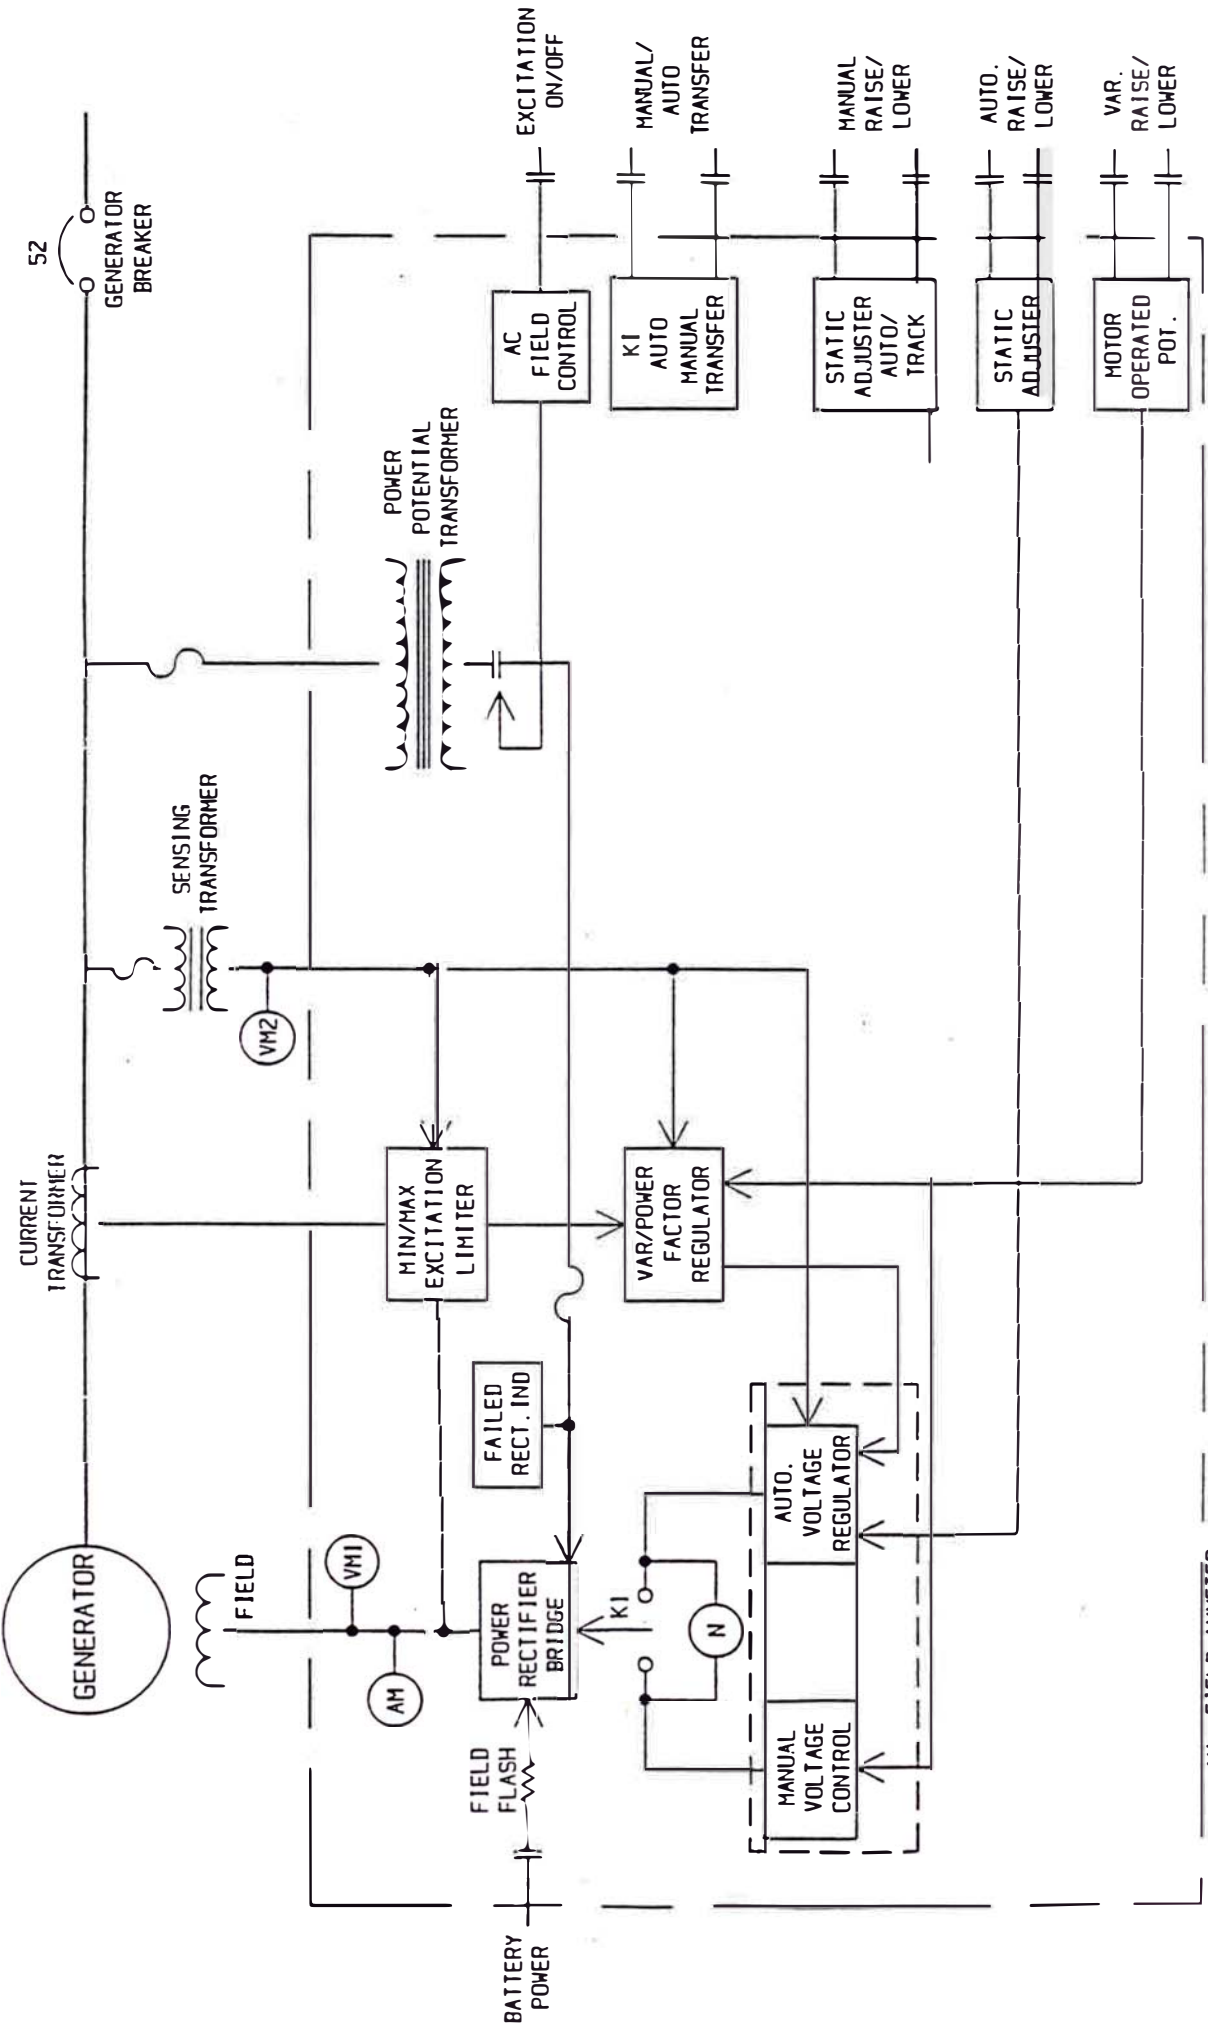 GENERATOR
FIELD
CURRENT
TRANSFORMER
SENSING
TRANSFORMER
52
GENERATOR
BREAKER
VM1
AM
VM2
POWER
POTENTIAL
TRANSFORMER
BATTERY
POWER
FIELD
FLASH
POWER
RECTIFIER
BRIDGE
FAILED
RECT. IND
MIN/MAX
EXCITATION
LIMITER
VAR/POWER
FACTOR
REGULATOR
K1
N
MANUAL
VOLTAGE
CONTROL
AUTO.
VOLTAGE
REGULATOR
AC
FIELD
CONTROL
EXCITATION
ON/OFF
K1
AUTO
MANUAL
TRANSFER
MANUAL/
AUTO
TRANSFER
STATIC
ADJUSTER
AUTO/
TRACK
MANUAL
RAISE/
LOWER
STATIC
ADJUSTER
AUTO.
RAISE/
LOWER
MOTOR
OPERATED
POT.
VAR.
RAISE/
LOWER